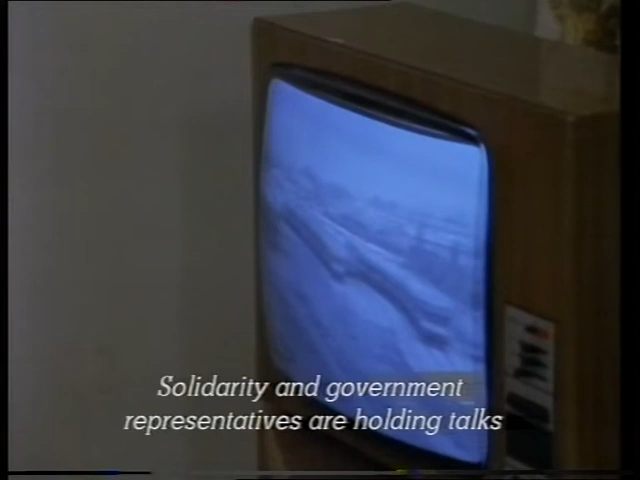 Solidarity and government
representatives are holding talks